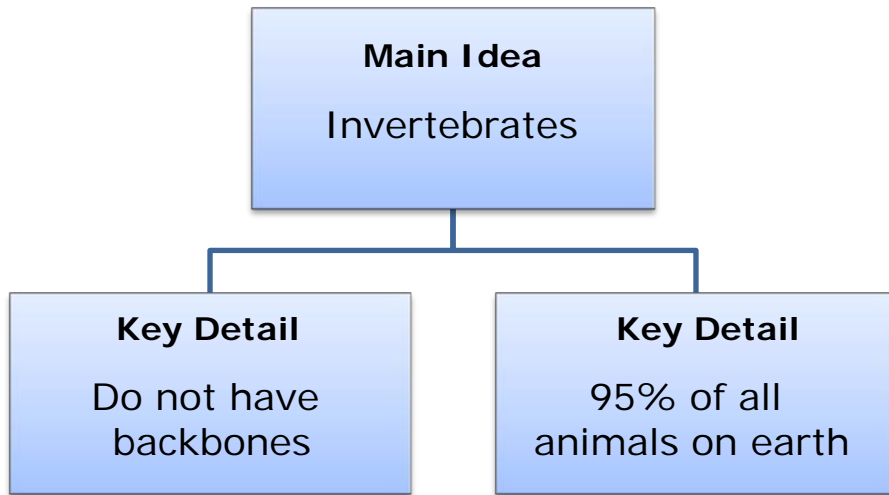 Main Idea
Invertebrates
Key Detail
Do not have
backbones
Key Detail
95% of all
animals on earth